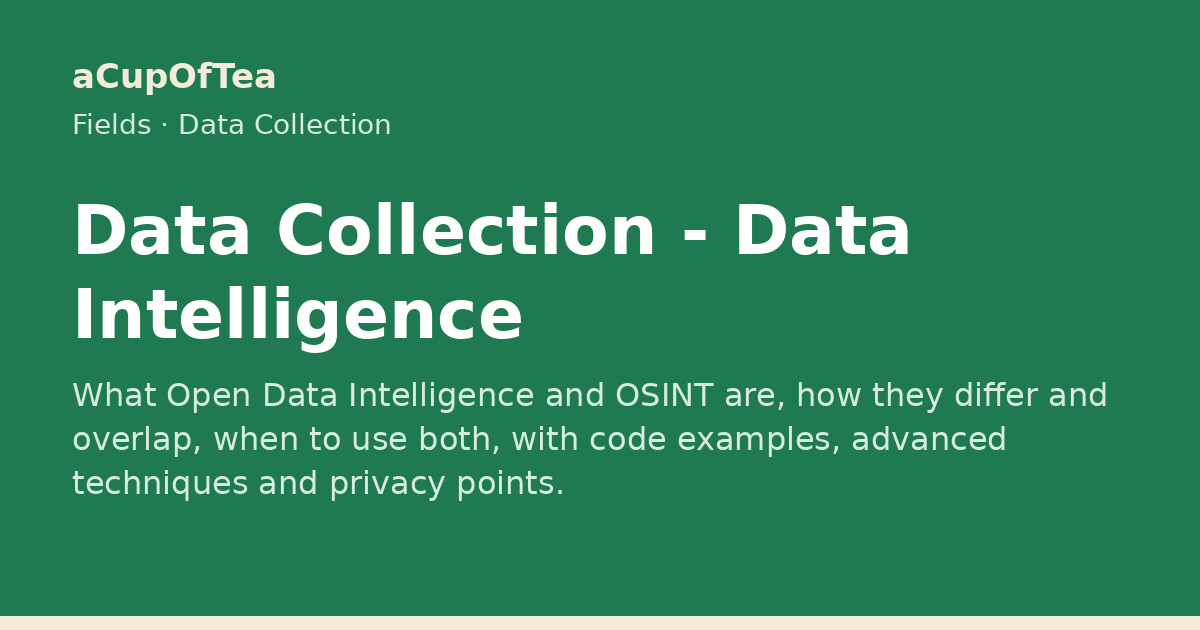 aCupOfTea
Fields · Data Collection
Data Collection - Data
Intelligence
What Open Data Intelligence and OSINT are, how they differ and
overlap, when to use both, with code examples, advanced
techniques and privacy points.